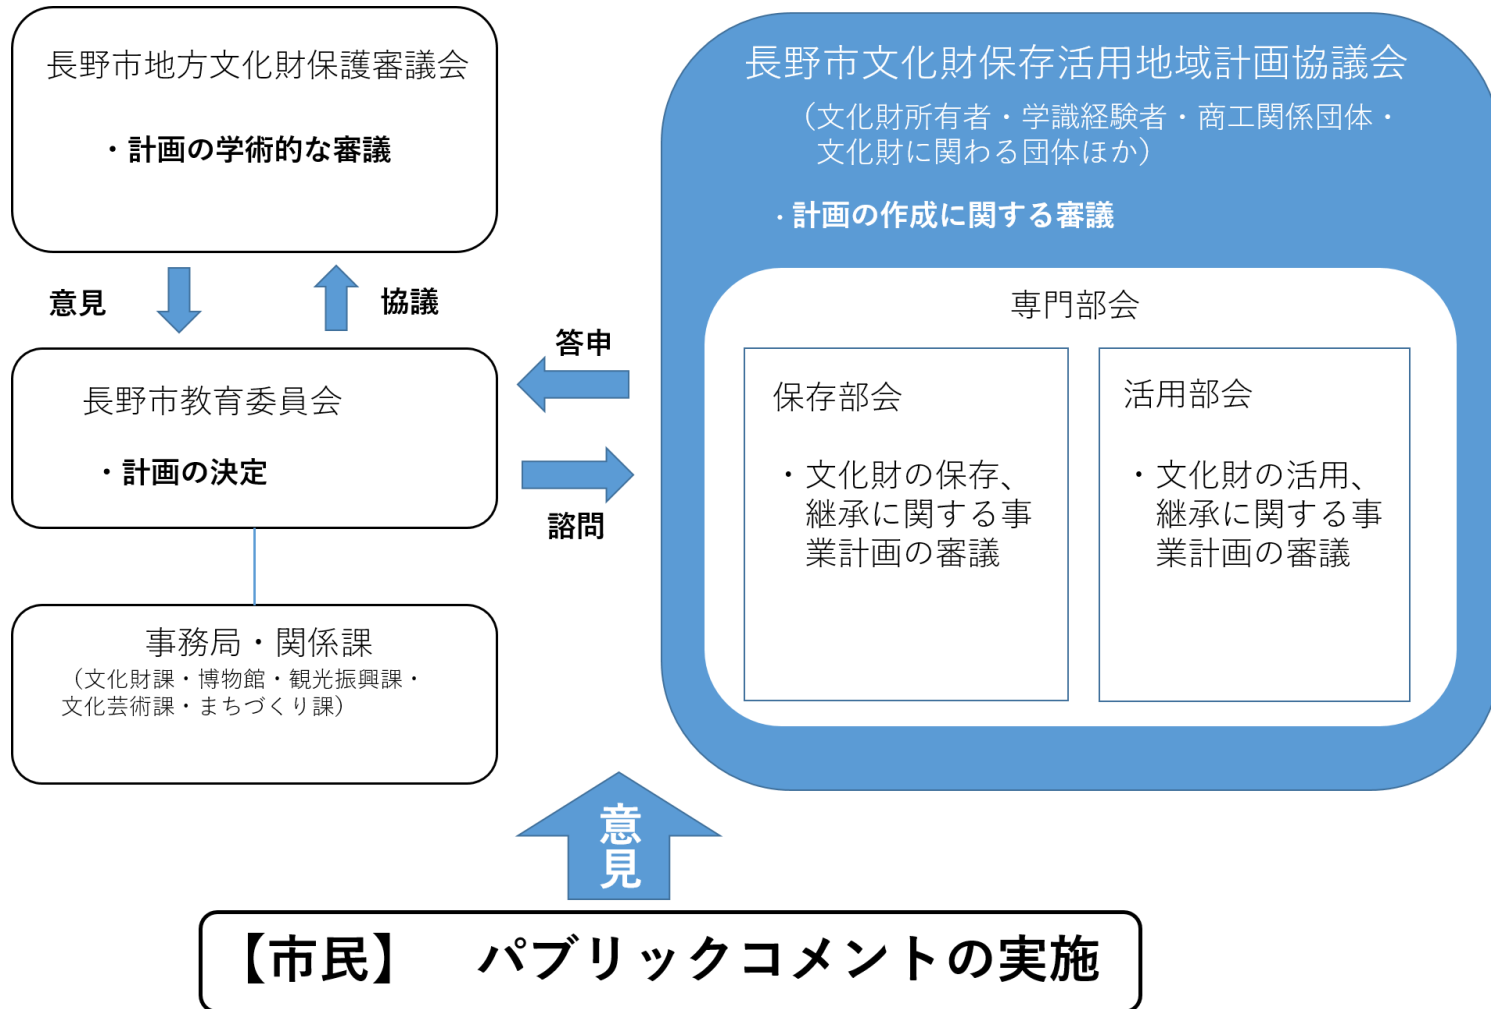 長野市地方文化財保護審議会
・計画の学術的な審議
意見
協議
長野市教育委員会
・計画の決定
答申
諮問
事務局・関係課
（文化財課・博物館・観光振興課・
文化芸術課・まちづくり課）
長野市文化財保存活用地域計画協議会
（文化財所有者・学識経験者・商工関係団体・
文化財に関わる団体ほか）
・計画の作成に関する審議
専門部会
保存部会
・文化財の保存、
継承に関する事
業計画の審議
活用部会
・文化財の活用、
継承に関する事
業計画の審議
意見
【市民】　パブリックコメントの実施